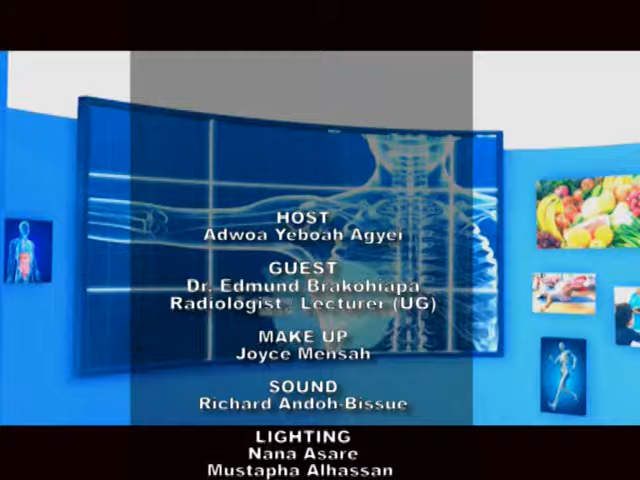 HOST
Adwoa Yeboah Agyei
GUEST
Dr. Edmund Brakohiapa
Radiologist, Lecturer (UG)
MAKE UP
Joyce Mensah
SOUND
Richard Andoh-Bissue
LIGHTING
Nana Asare
Mustapha Alhassan